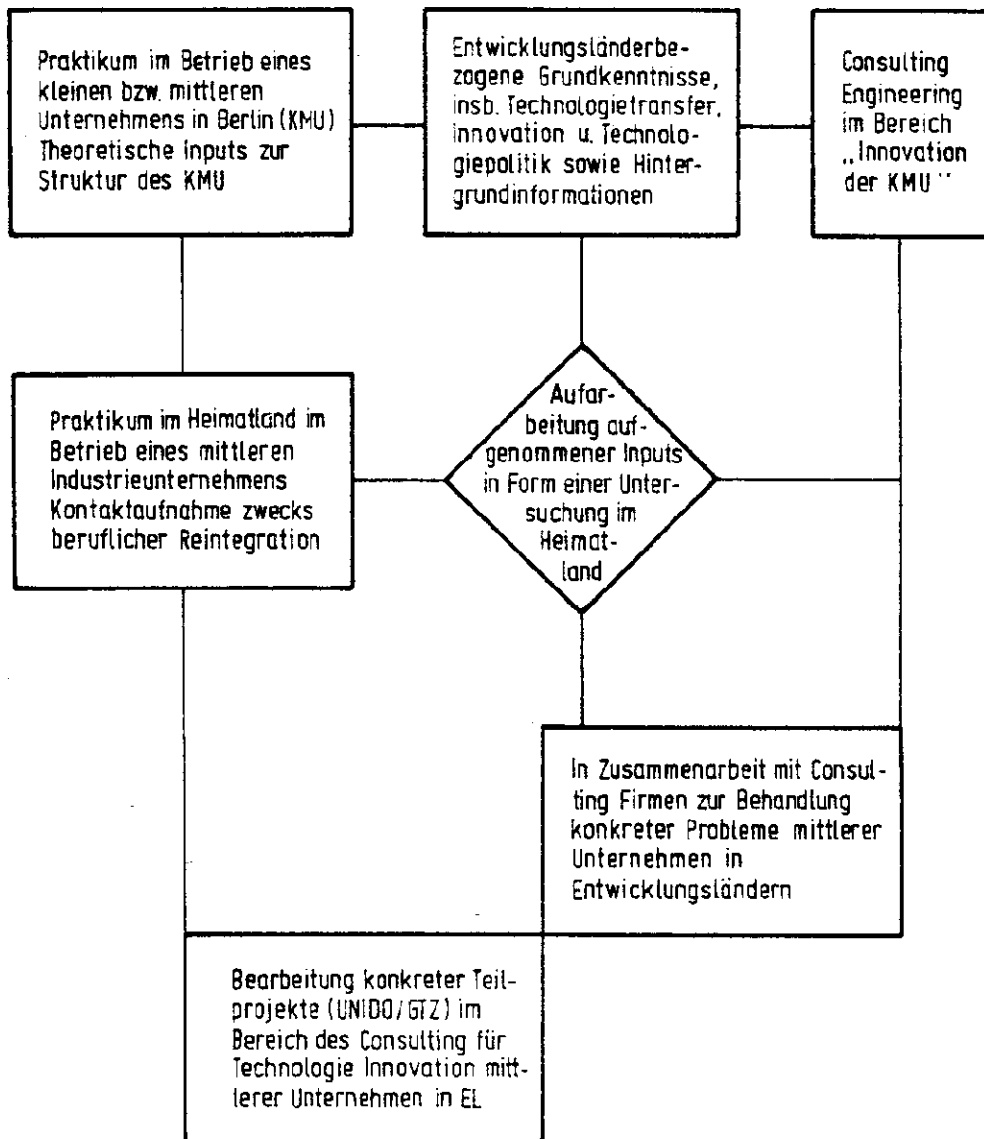 Praktikum im Betrieb eines
kleinen bzw. mittleren
Unternehmens in Berlin (KMU)
Theoretische Inputs zur
Struktur des KMU
Entwicklungsländerbe-
zogene Grundkenntnisse,
insb. Technologietransfer,
innovation u. Technolo-
giepolitik sowie Hinter-
grundinformationen
Consulting
Engineering
im Bereich
„Innovation
der KMU"
Praktikum im Heimatland im
Betrieb eines mittleren
Industrieunternehmens
Kontaktaufnahme zwecks
beruflicher Reintegration
Aufar-
beitung auf-
genommener Inputs
in Form einer Unter-
suchung im
Heimat-
land
In Zusammenarbeit mit Consul-
ting Firmen zur Behandlung
konkreter Probleme mittlerer
Unternehmen in
Entwicklungsländern
Bearbeitung konkreter Teil-
projekte (UNIDO/GTZ) im
Bereich des Consulting für
Technologie Innovation mitt-
lerer Unternehmen in EL